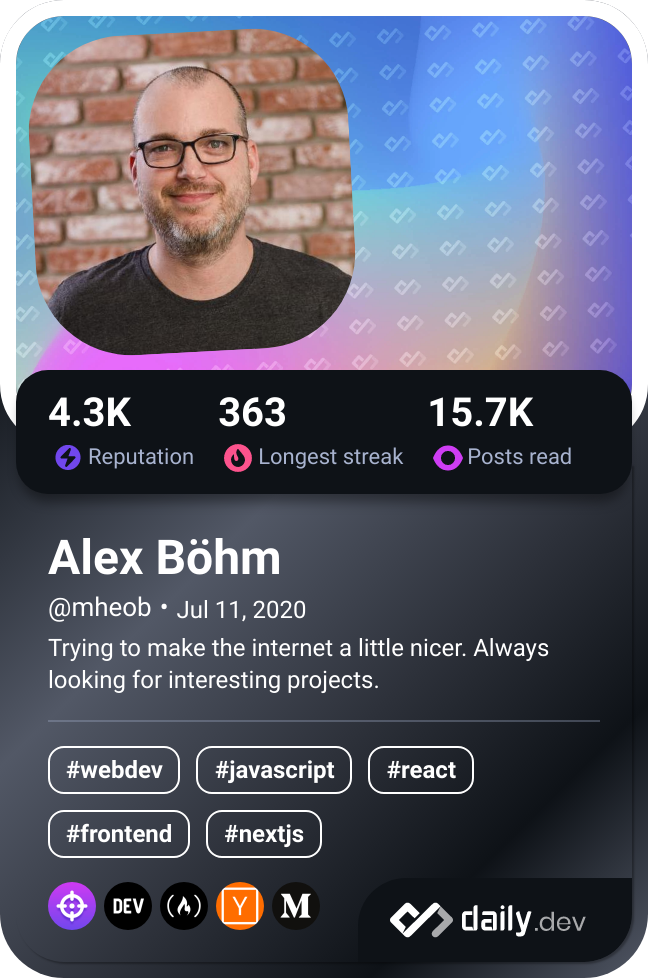 4.3K 363 15.7K
Reputation Longest streak Posts read
Alex Böhm
@mheob • Jul 11, 2020
Trying to make the internet a little nicer. Always
looking for interesting projects.
#webdev #javascript #react
#frontend #nextjs
DEV Y M
daily.dev